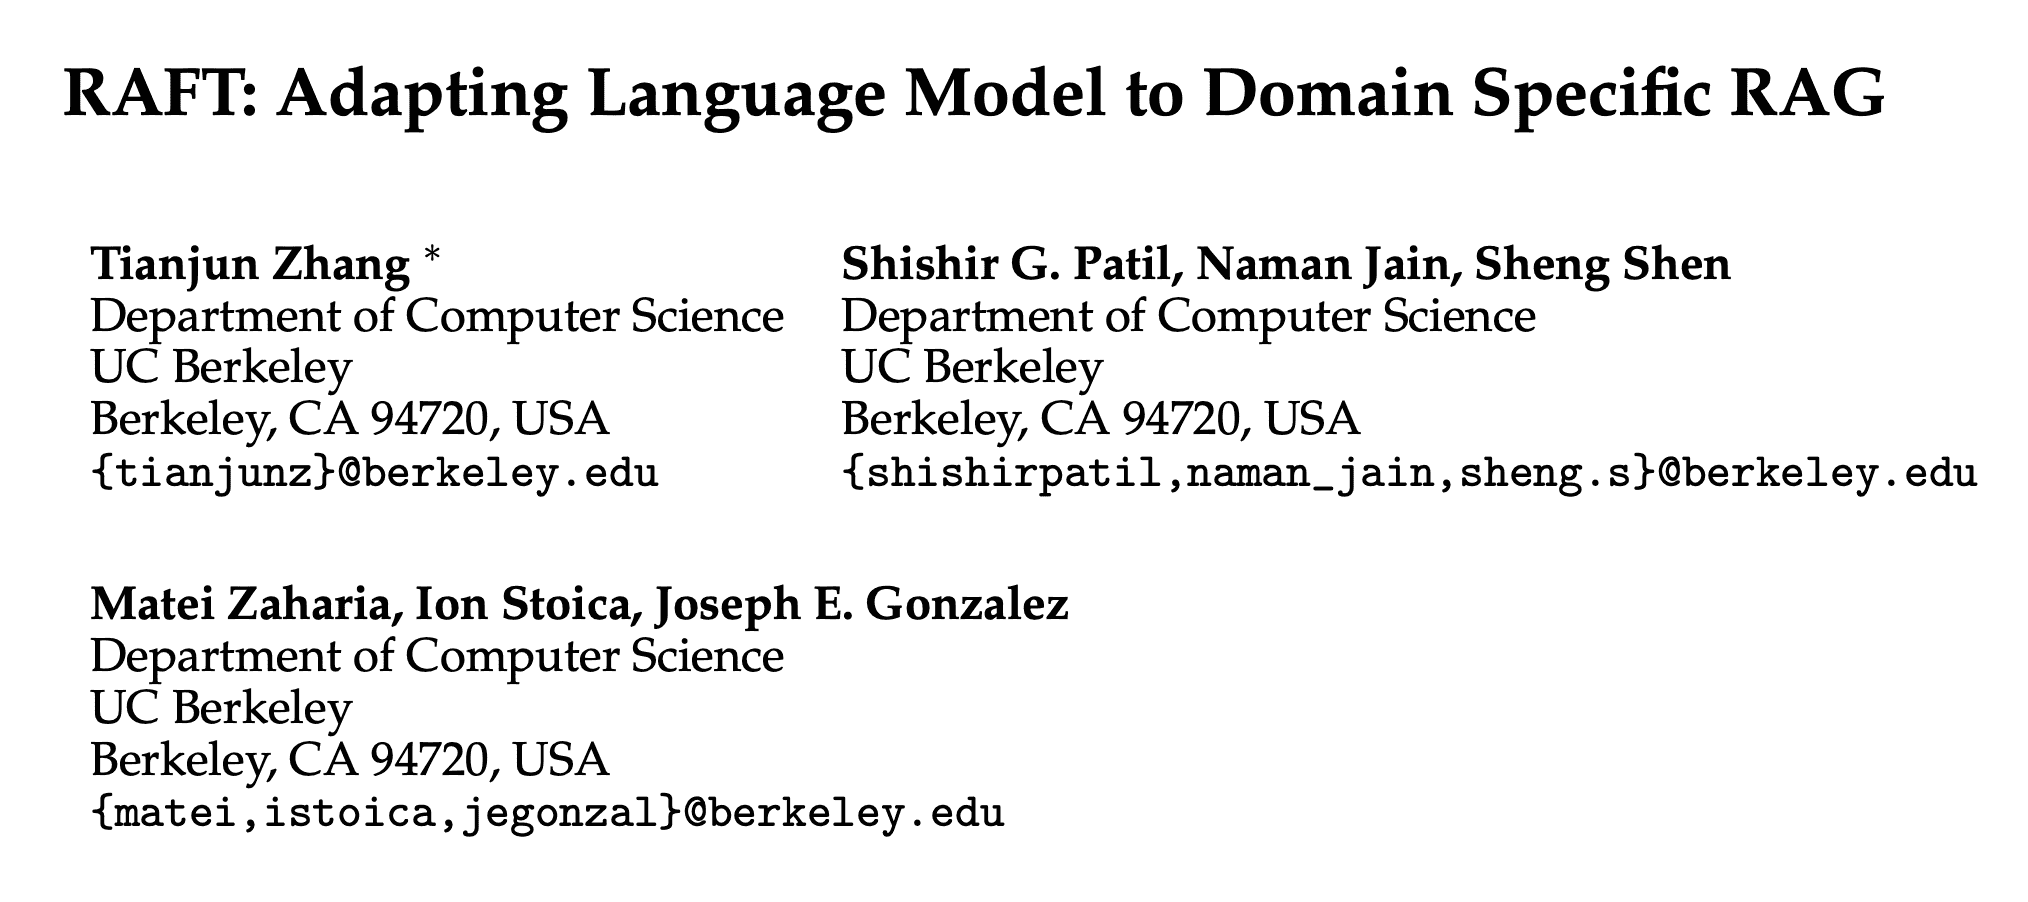 RAFT: Adapting Language Model to Domain Specific RAG
Tianjun Zhang *
Department of Computer Science
UC Berkeley
Berkeley, CA 94720, USA
{tianjunz}@berkeley.edu
Shishir G. Patil, Naman Jain, Sheng Shen
Department of Computer Science
UC Berkeley
Berkeley, CA 94720, USA
{shishirpatil,naman_jain,sheng.s}@berkeley.edu
Matei Zaharia, Ion Stoica, Joseph E. Gonzalez
Department of Computer Science
UC Berkeley
Berkeley, CA 94720, USA
{matei,istoica,jegonzal}@berkeley.edu